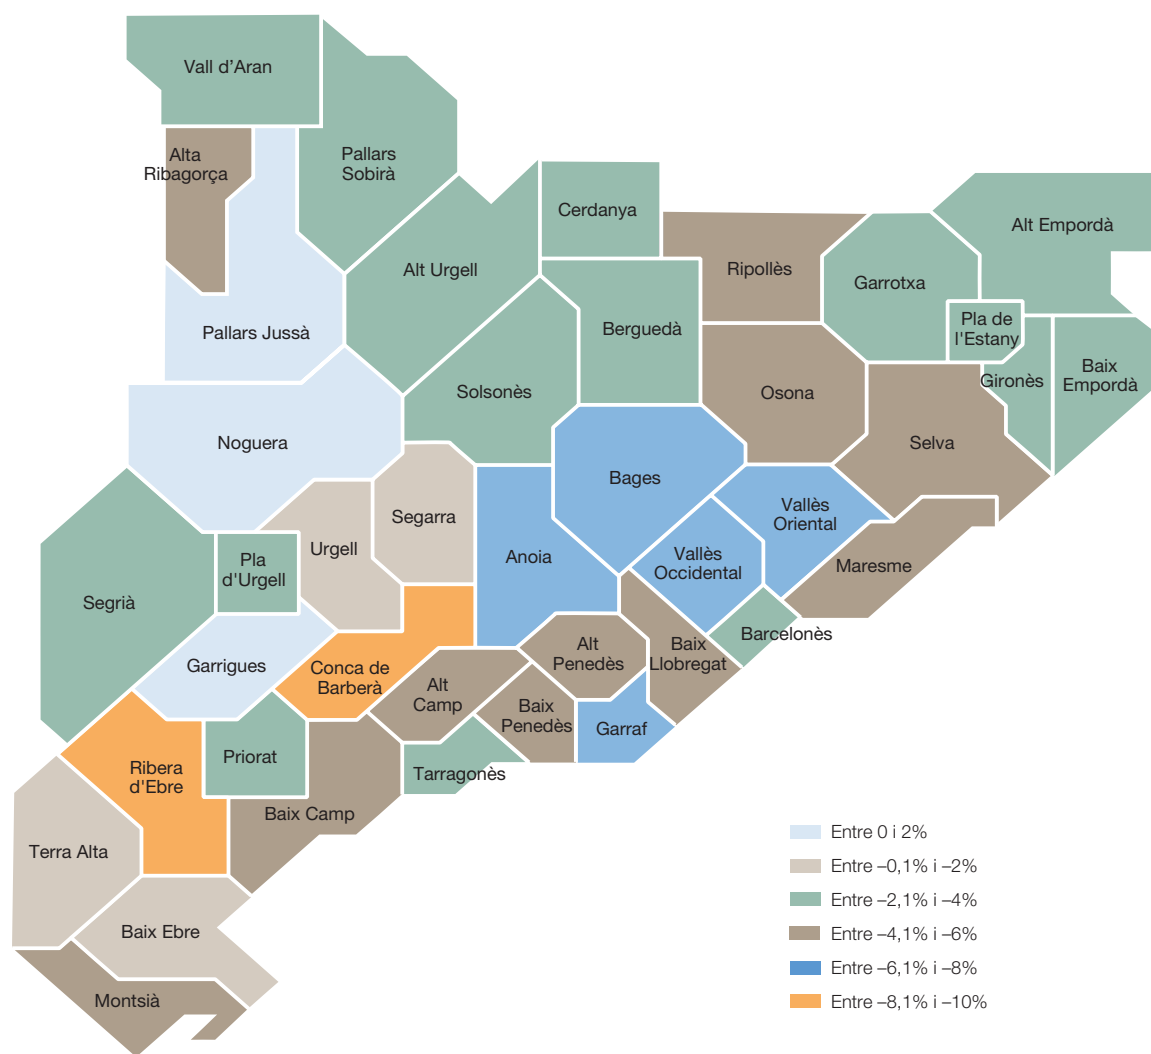 Vall d’Aran
Alta
Ribagorça
Pallars
Sobirà
Cerdanya
Alt Urgell
Ripollès
Alt Empordà
Garrotxa
Pallars Jussà
Berguedà
Pla de
l'Estany
Gironès
Baix
Empordà
Solsonès
Osona
Noguera
Selva
Bages
Segarra
Vallès
Oriental
Urgell
Anoia
Vallès
Occidental
Maresme
Pla
d'Urgell
Segrià
Barcelonès
Garrigues
Conca de
Barberà
Alt
Penedès
Baix
Llobregat
Alt
Camp
Baix
Penedès
Garraf
Priorat
Ribera
d'Ebre
Tarragonès
Baix Camp
Terra Alta
Baix Ebre
Montsià
Entre 0 i 2%
Entre –0,1% i –2%
Entre –2,1% i –4%
Entre –4,1% i –6%
Entre –6,1% i –8%
Entre –8,1% i –10%